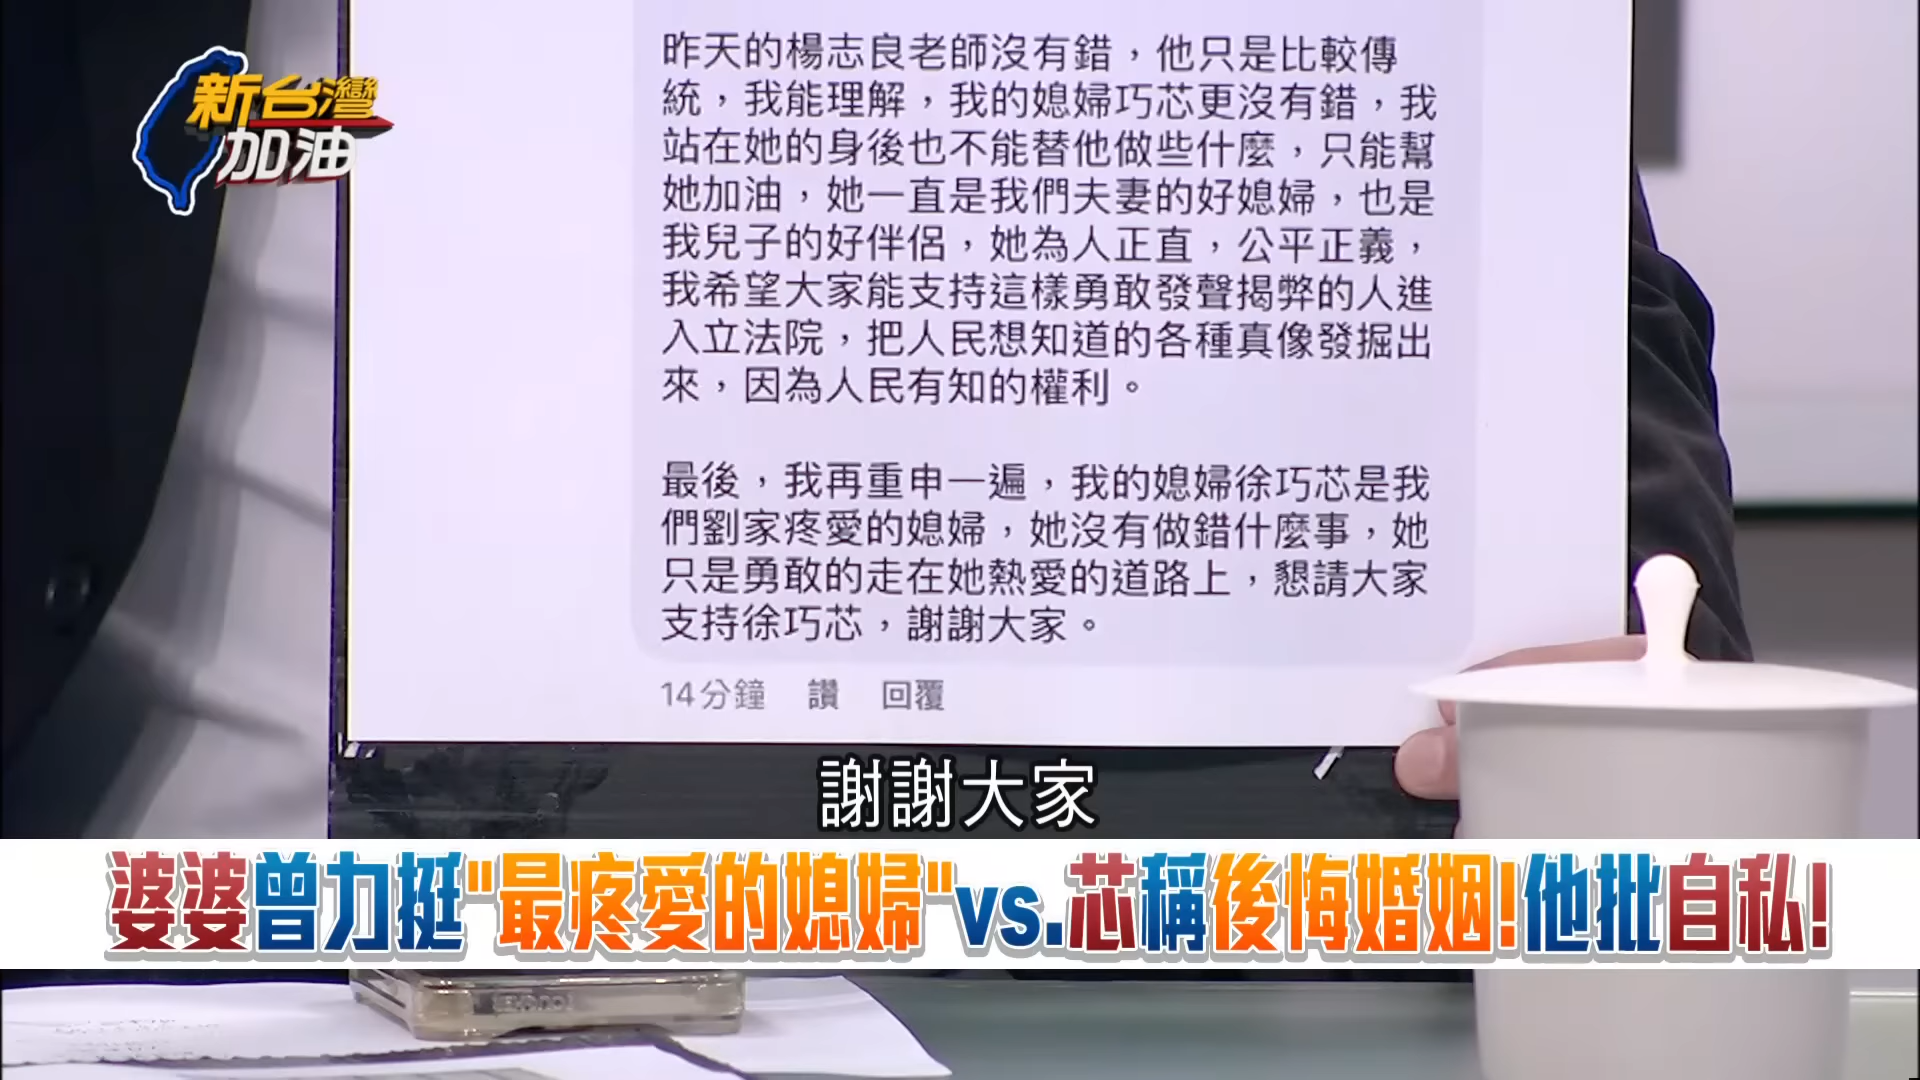 新台灣
加油
昨天的楊志良老師沒有錯，他只是比較傳
統，我能理解，我的媳婦巧芯更沒有錯，我
站在她的身後也不能替他做些什麼，只能幫
她加油，她一直是我們夫妻的好媳婦，也是
我兒子的好伴侶，她為人正直，公平正義，
我希望大家能支持這樣勇敢發聲揭弊的人進
入立法院，把人民想知道的各種真像發掘出
來，因為人民有知的權利。
最後，我再重申一遍，我的媳婦徐巧芯是我
們劉家疼愛的媳婦，她沒有做錯什麼事，她
只是勇敢的走在她熱愛的道路上，懇請大家
支持徐巧芯，謝謝大家。
14分鐘 讚 回覆
謝謝大家
婆婆曾力挺"最疼愛的媳婦"vs.芯稱後悔婚姻!他批自私!